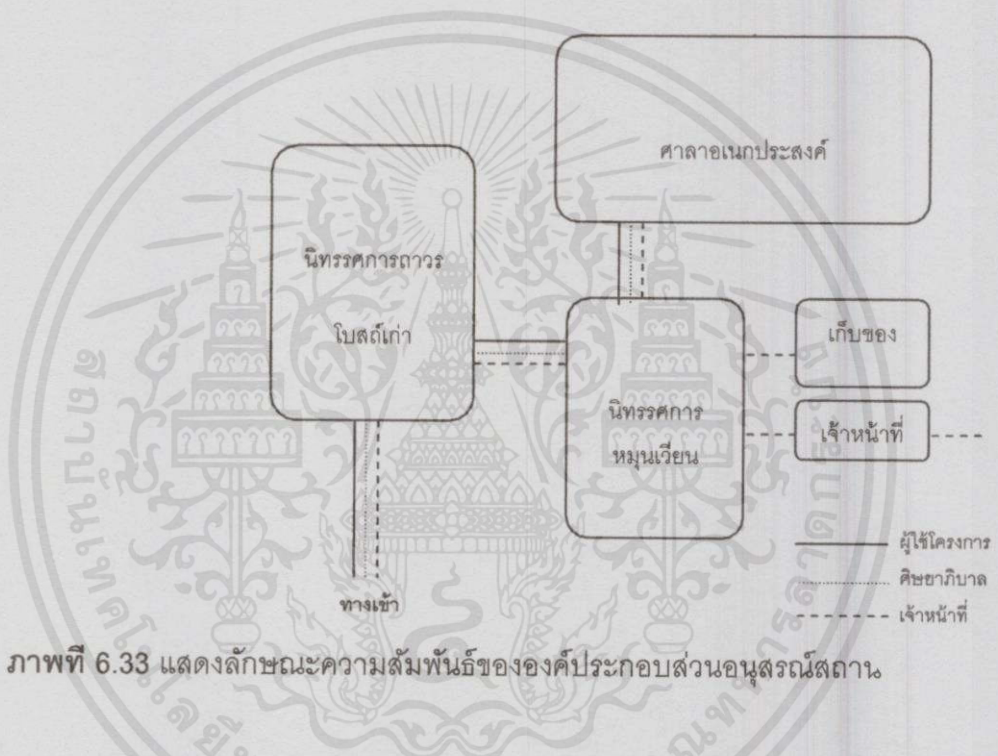 ศาลาอเนกประสงค์
นิทรรศการถาวร
โบสถ์เก่า
เก็บของ
นิทรรศการ
หมุนเวียน
เจ้าหน้าที่
ผู้ใช้โครงการ
ศิษยาภิบาล
เจ้าหน้าที่
ทางเข้า
ภาพที่ 6.33 แสดงลักษณะความสัมพันธ์ขององค์ประกอบส่วนอนุสรณ์สถาน